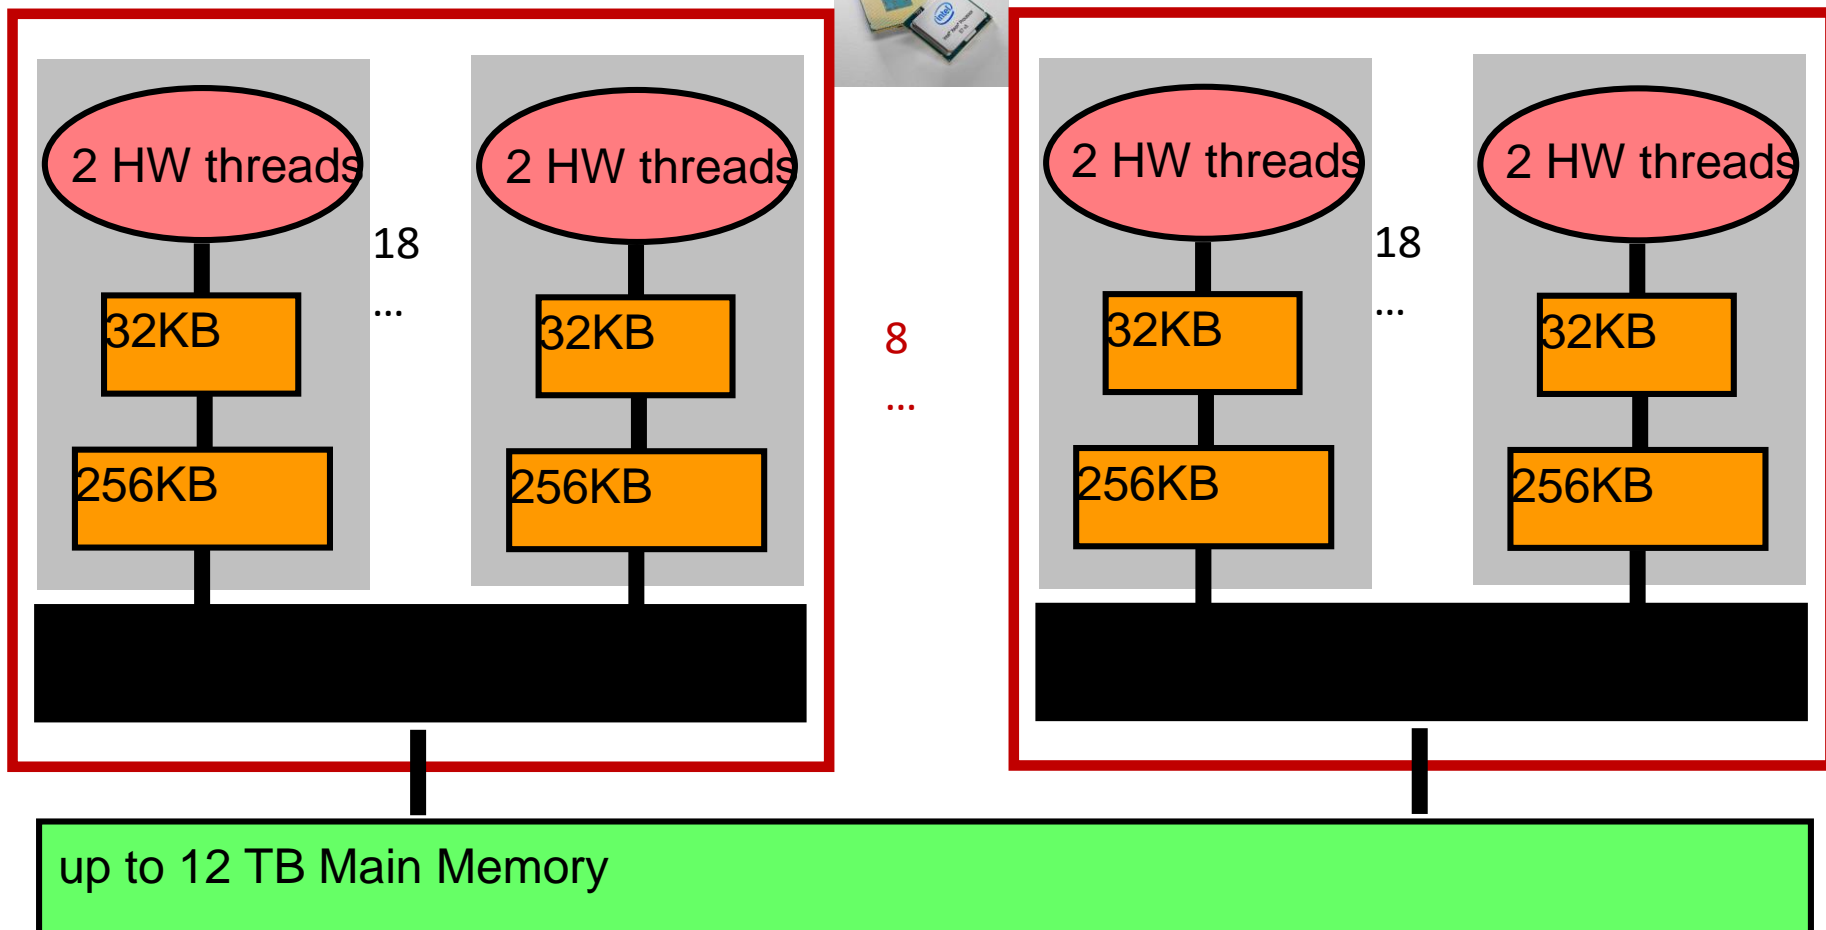 intel
2 HW threads
2 HW threads
2 HW threads
2 HW threads
18
...
18
...
32KB
32KB
8
...
32KB
32KB
256KB
256KB
256KB
256KB
up to 12 TB Main Memory